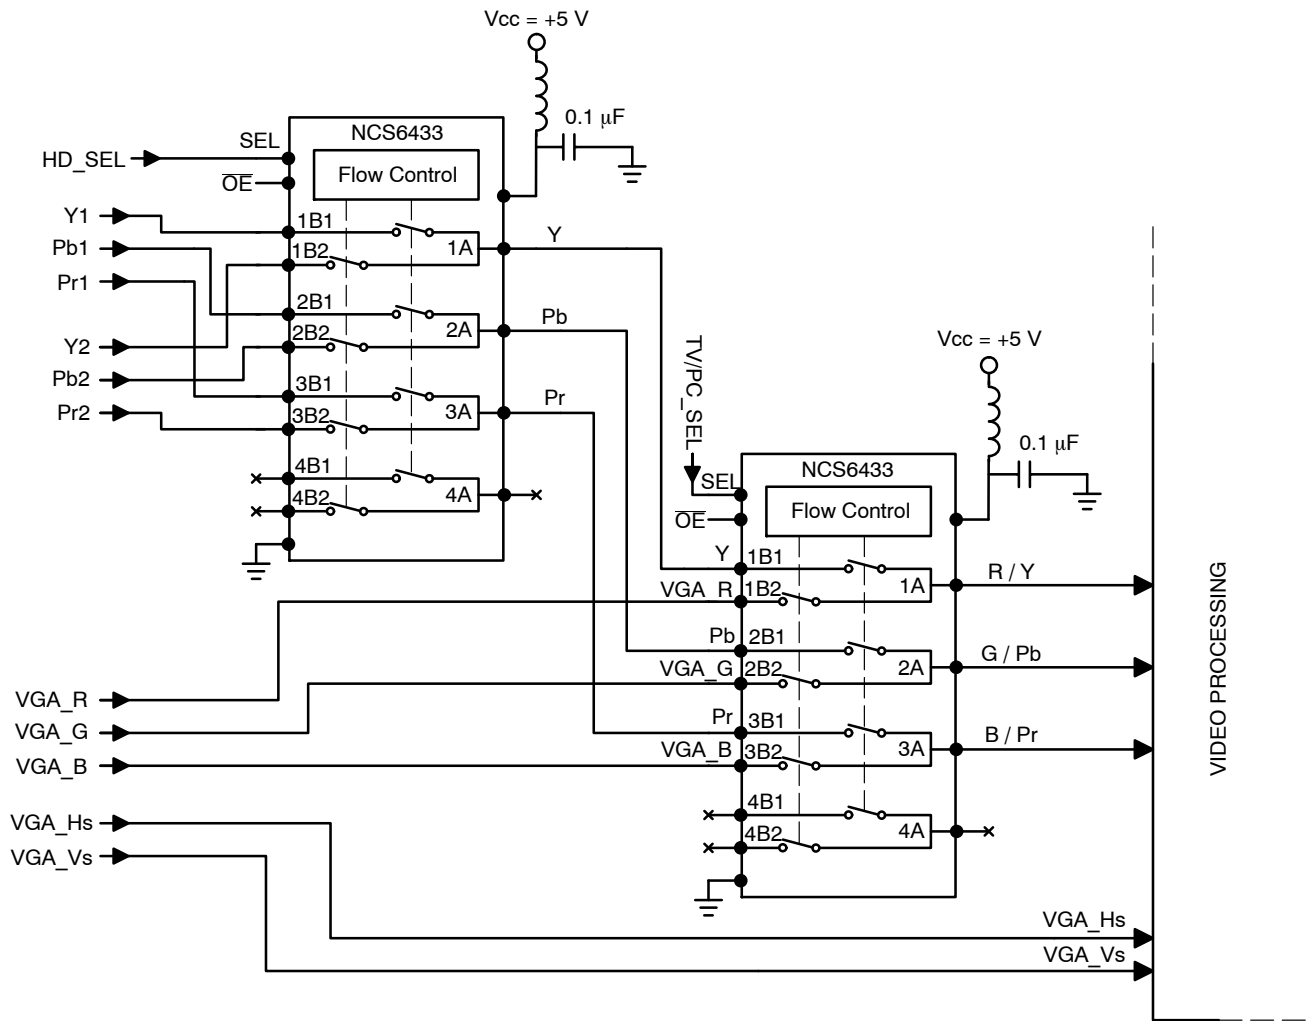 Vcc = +5 V
0.1 μF
NCS6433
SEL
HD_SEL
Flow Control
OE
Y1
1B1
Pb1
1A
Y
1B2
Pr1
2B1
2A
Pb
2B2
Y2
Pb2
3B1
3A
Pr
Pr2
3B2
4B1
4A
4B2
TV/PC_SEL
Vcc = +5 V
0.1 μF
NCS6433
SEL
Flow Control
OE
Y
1B1
1A
R / Y
VGA_R
1B2
Pb
2B1
2A
G / Pb
VGA_G
2B2
Pr
3B1
3A
B / Pr
VGA_B
3B2
4B1
4A
4B2
VGA_R
VGA_G
VGA_B
VGA_Hs
VGA_Vs
VIDEO PROCESSING
VGA_Hs
VGA_Vs